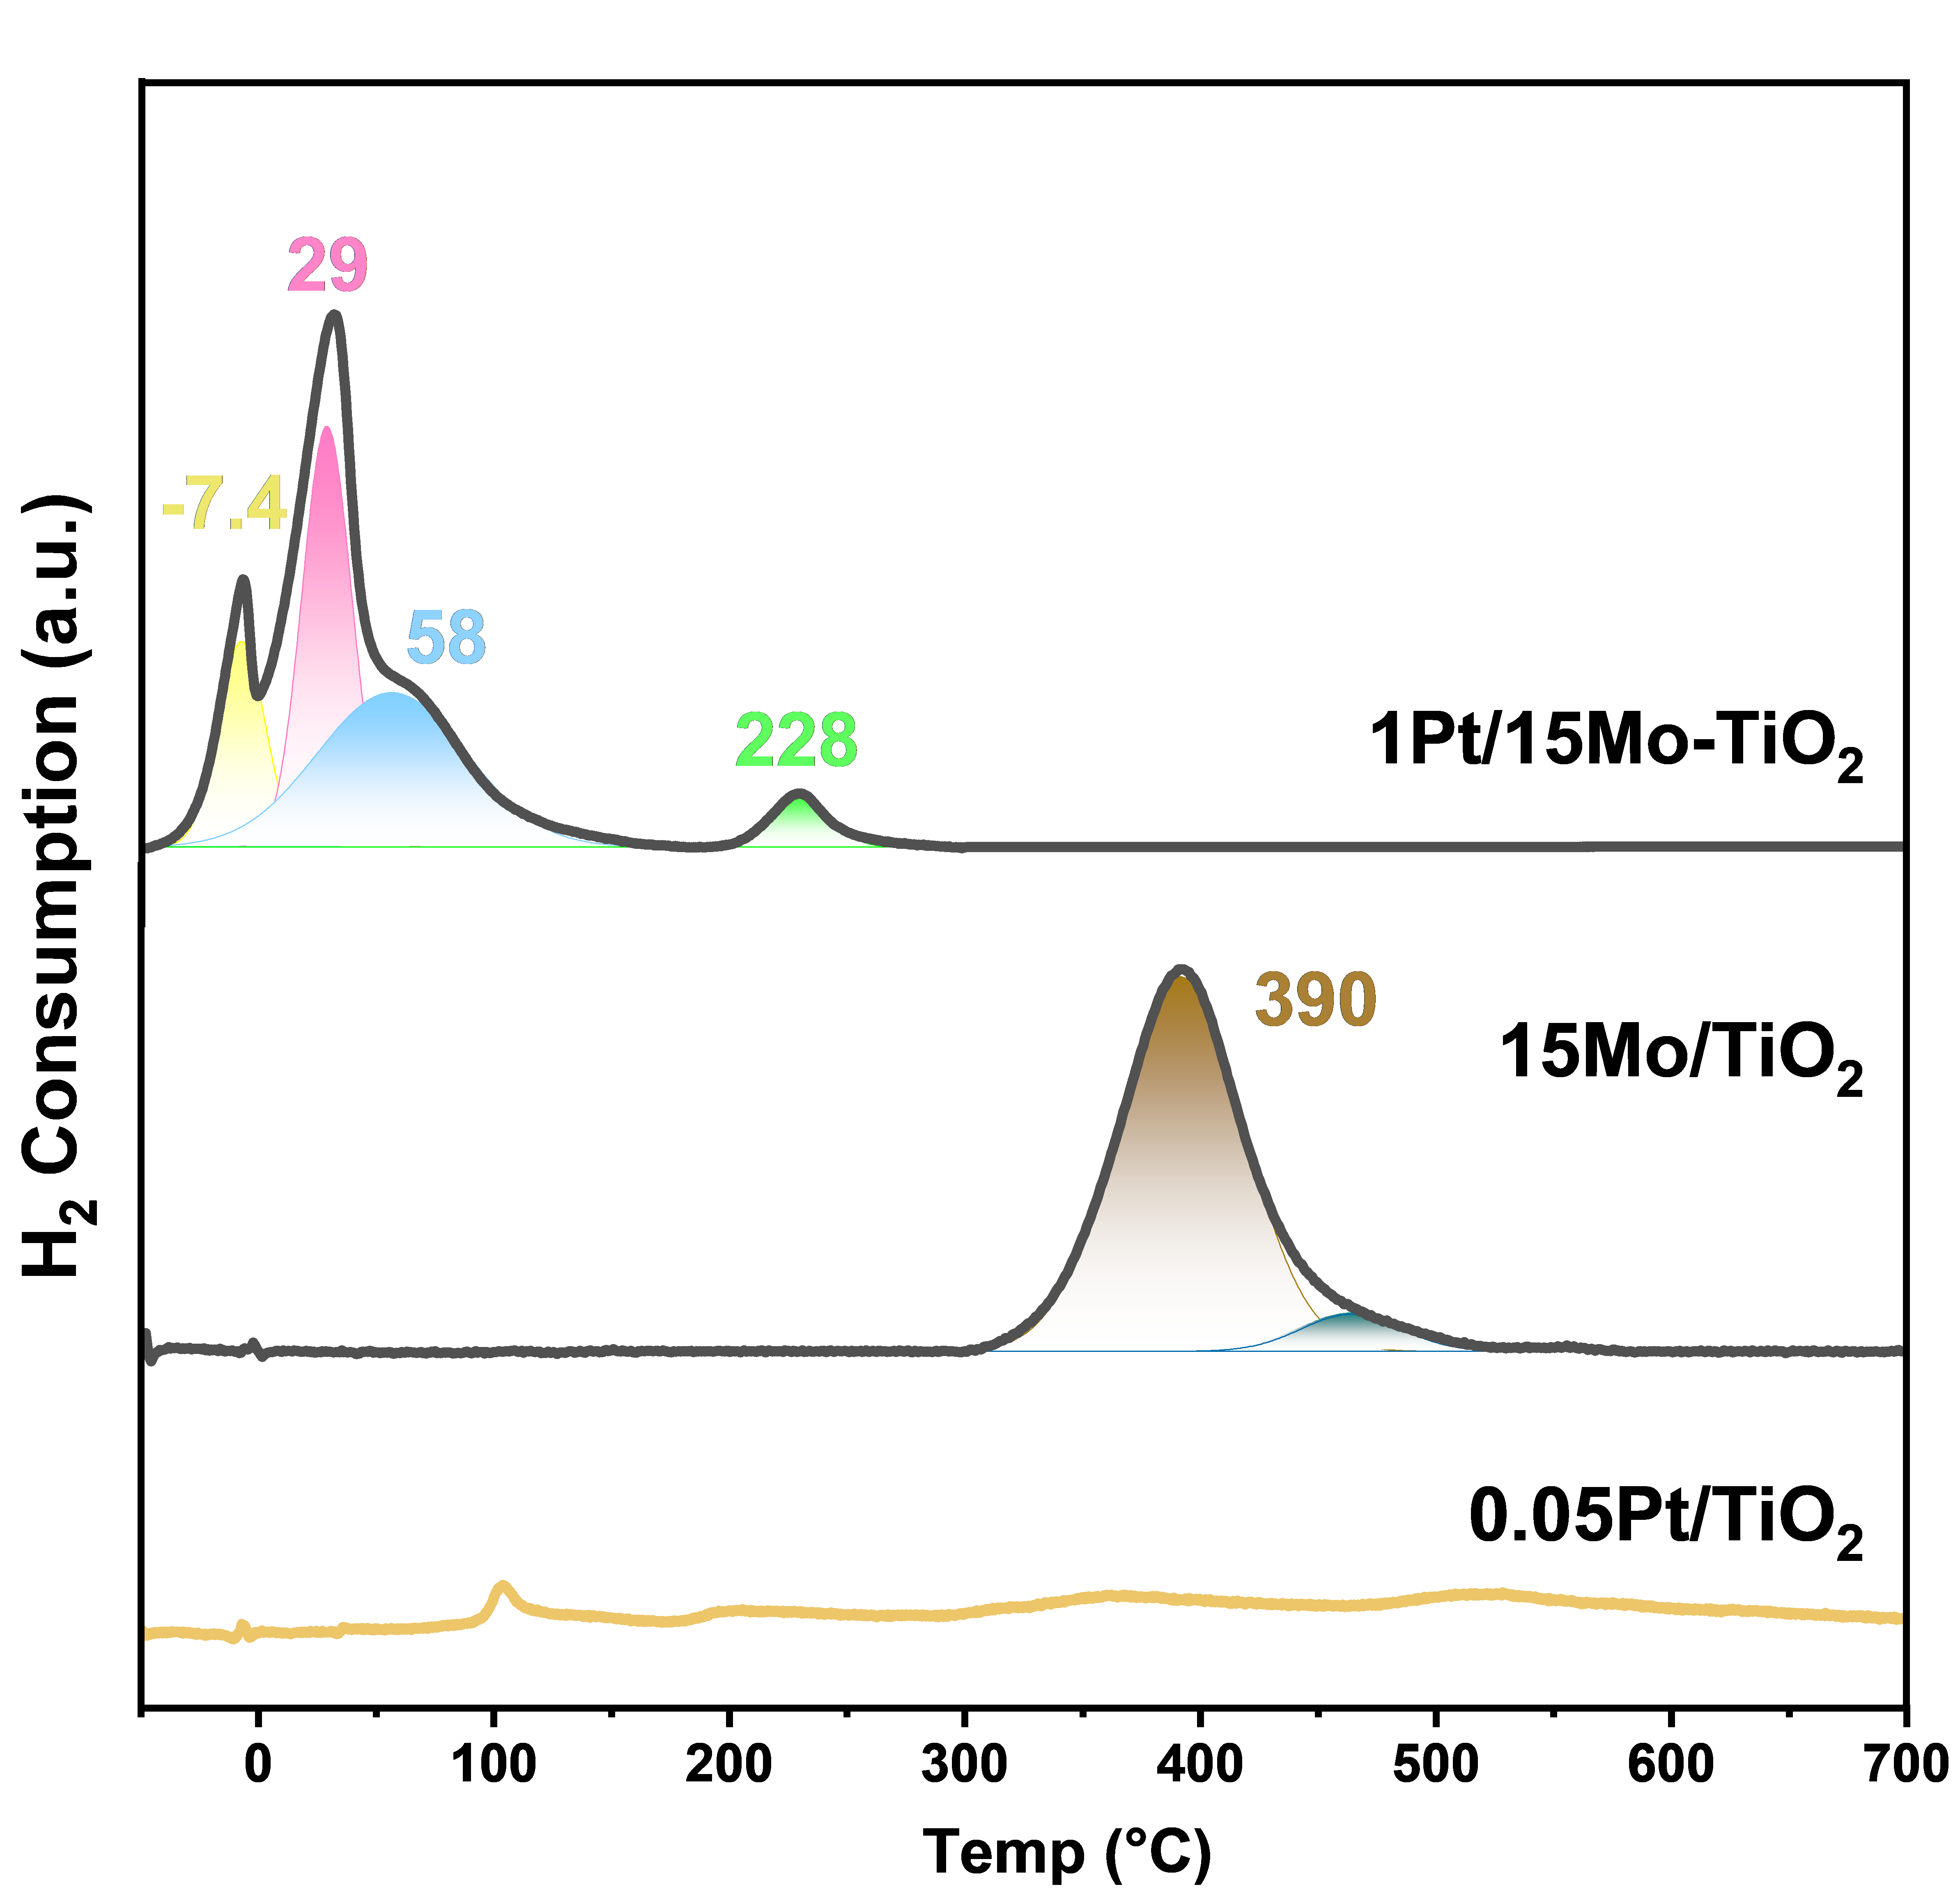 29
-7.4
58
228
1Pt/15Mo-TiO₂
390
15Mo/TiO₂
0.05Pt/TiO₂
H₂ Consumption (a.u.)
0 100 200 300 400 500 600 700
Temp (°C)